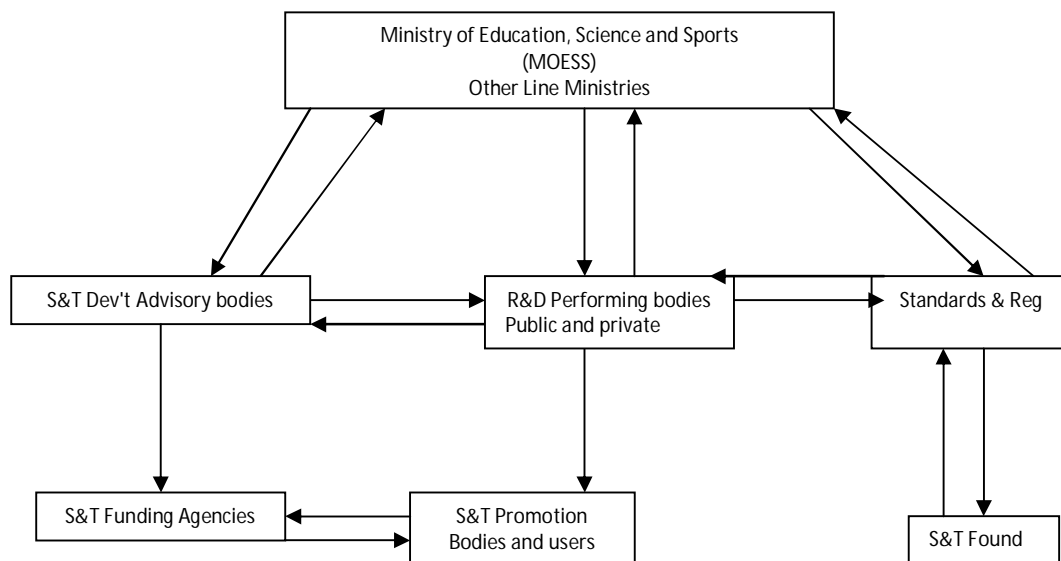 Ministry of Education, Science and Sports
(MOESS)
Other Line Ministries
S&T Dev't Advisory bodies
R&D Performing bodies
Public and private
Standards & Reg
S&T Funding Agencies
S&T Promotion
Bodies and users
S&T Found